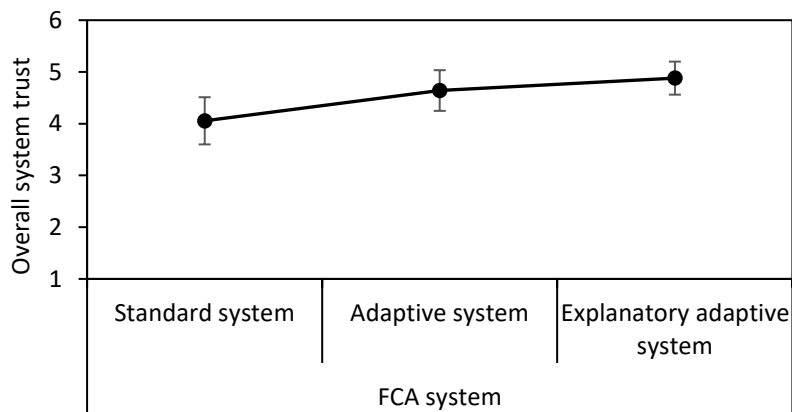 Overall system trust
6
5
4
3
2
1
Standard system
Adaptive system
Explanatory adaptive
system
FCA system